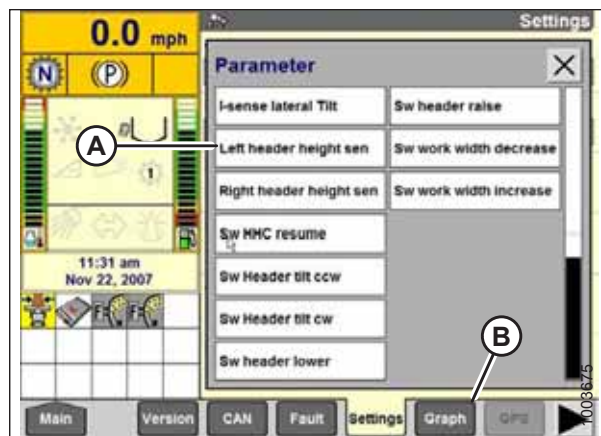 0.0 mph
Settings
N
(P)
Parameter
I-sense lateral Tilt
Sw header raise
A
Left header height sen
Sw work width decrease
1
Right header height sen
Sw work width increase
Sw HHC resume
11:31 am
Nov 22, 2007
Sw Header tilt ccw
F=
F=
Sw Header tilt cw
B
Sw header lower
Main
Version
CAN
Fault
Settings
Graph
GPS
1003675